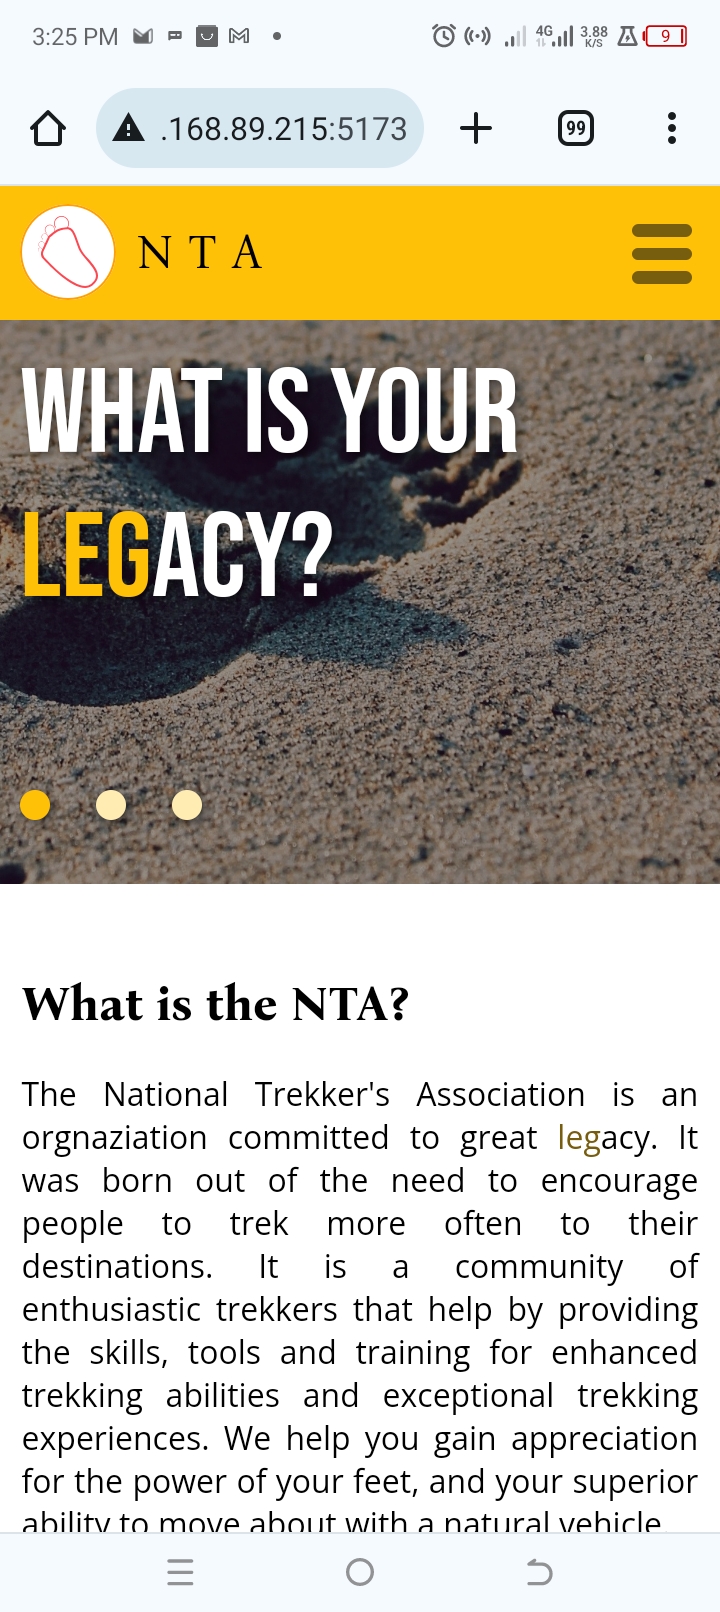 3:25 PM
4G
3.88
K/S
9
.168.89.215:5173
99
NTA
WHAT IS YOUR
LEGACY?
What is the NTA?
The National Trekker's Association is an
orgnaziation committed to great legacy. It
was born out of the need to encourage
people to trek more often to their
destinations. It is a community of
enthusiastic trekkers that help by providing
the skills, tools and training for enhanced
trekking abilities and exceptional trekking
experiences. We help you gain appreciation
for the power of your feet, and your superior
ability to move about with a natural vehicle.